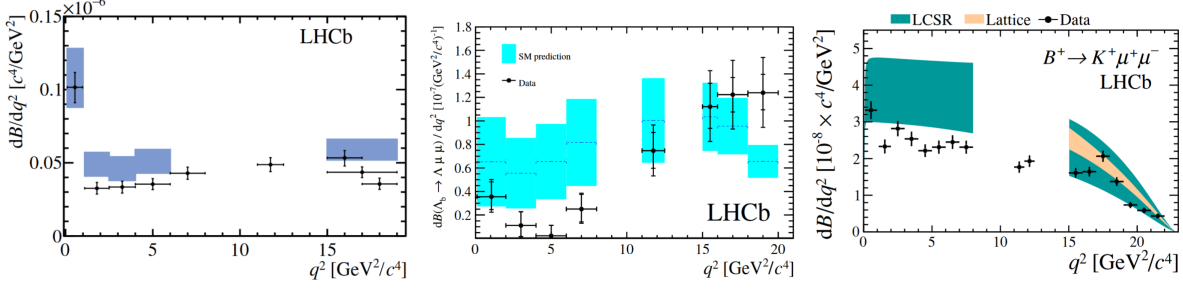 0.15
×10⁻⁶
LHCb
dB/dq² [c⁴/GeV²]
0.1
0.05
0
0 5 10 15
q² [GeV²/c⁴]
1.8
1.6
1.4
1.2
1
0.8
0.6
0.4
0.2
SM prediction
Data
dB(Λb → Λ μ μ) / dq² [10⁻⁷(GeV²/c⁴)⁻¹]
LHCb
0 5 10 15 20
q² [GeV²/c⁴]
LCSR Lattice Data
B⁺→ K⁺μ⁺μ⁻
LHCb
dB/dq² [10⁻⁸ × c⁴/GeV²]
5
4
3
2
1
0
0 5 10 15 20
q² [GeV²/c⁴]